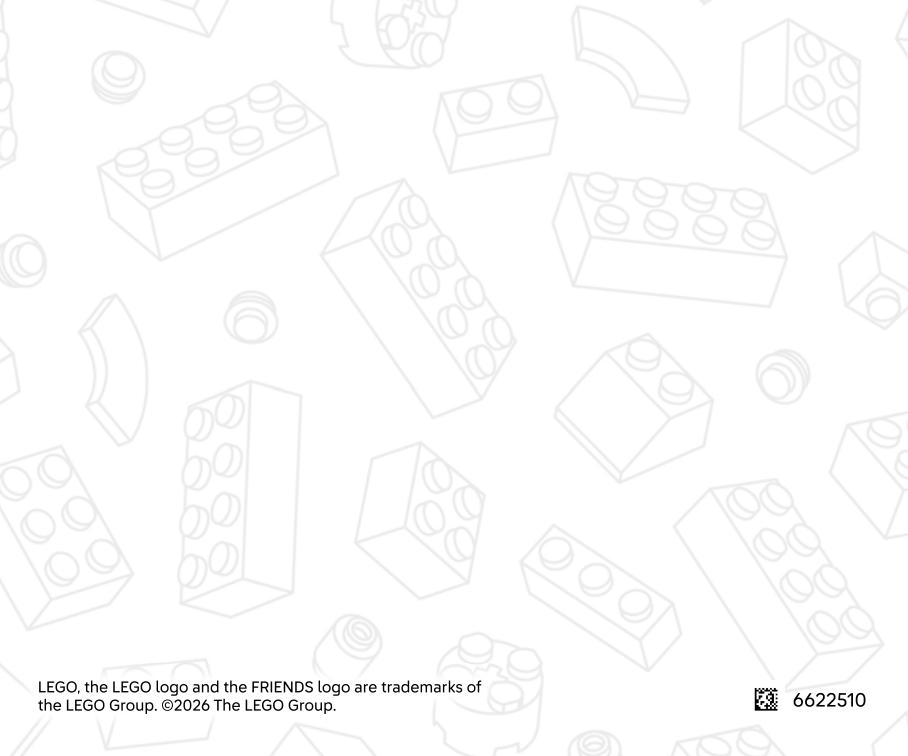 LEGO, the LEGO logo and the FRIENDS logo are trademarks of
the LEGO Group. ©2026 The LEGO Group.
6622510